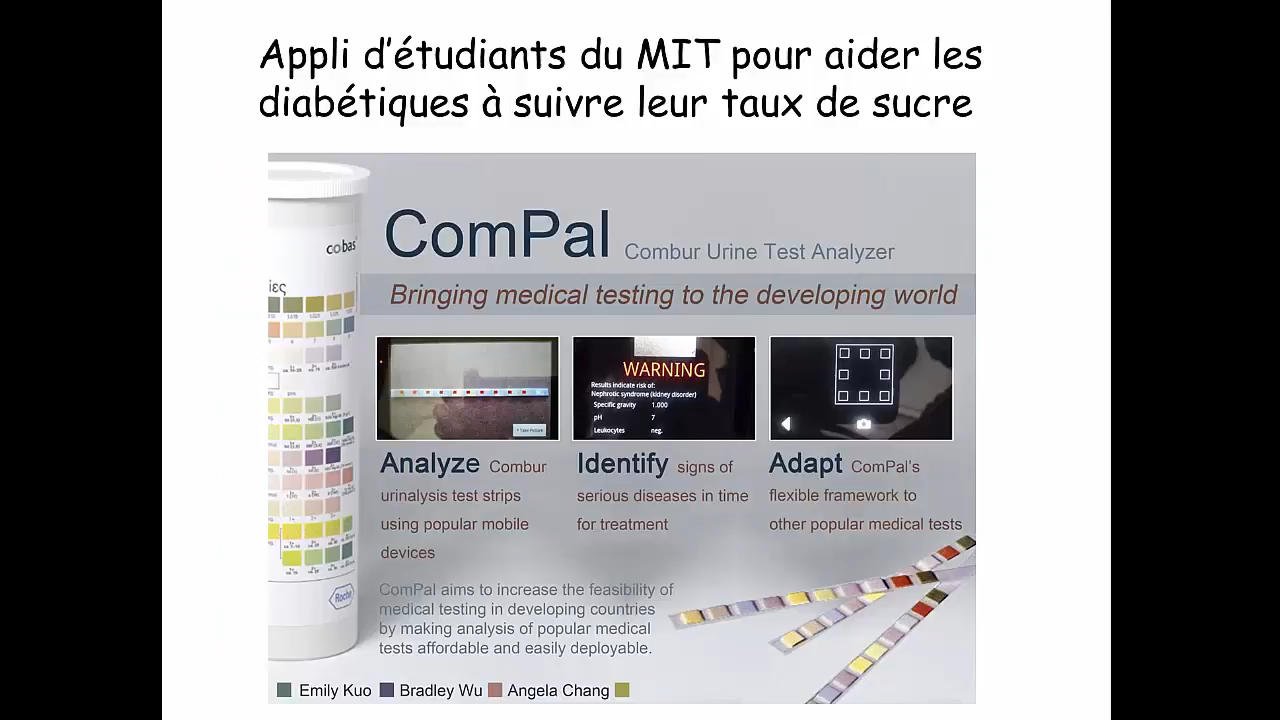 Appli d'étudiants du MIT pour aider les
diabétiques à suivre leur taux de sucre
cobas
ίες
ComPal Combur Urine Test Analyzer
Bringing medical testing to the developing world
Take Picture
WARNING
Results indicate risk of:
Nephrotic syndrome (kidney disorder)
Specific gravity 1.000
pH 7
Leukocytes neg.
Analyze Combur
urinalysis test strips
using popular mobile
devices
Identify signs of
serious diseases in time
for treatment
Adapt ComPal's
flexible framework to
other popular medical tests
ComPal aims to increase the feasibility of
medical testing in developing countries
by making analysis of popular medical
tests affordable and easily deployable.
Roche
Emily Kuo Bradley Wu Angela Chang